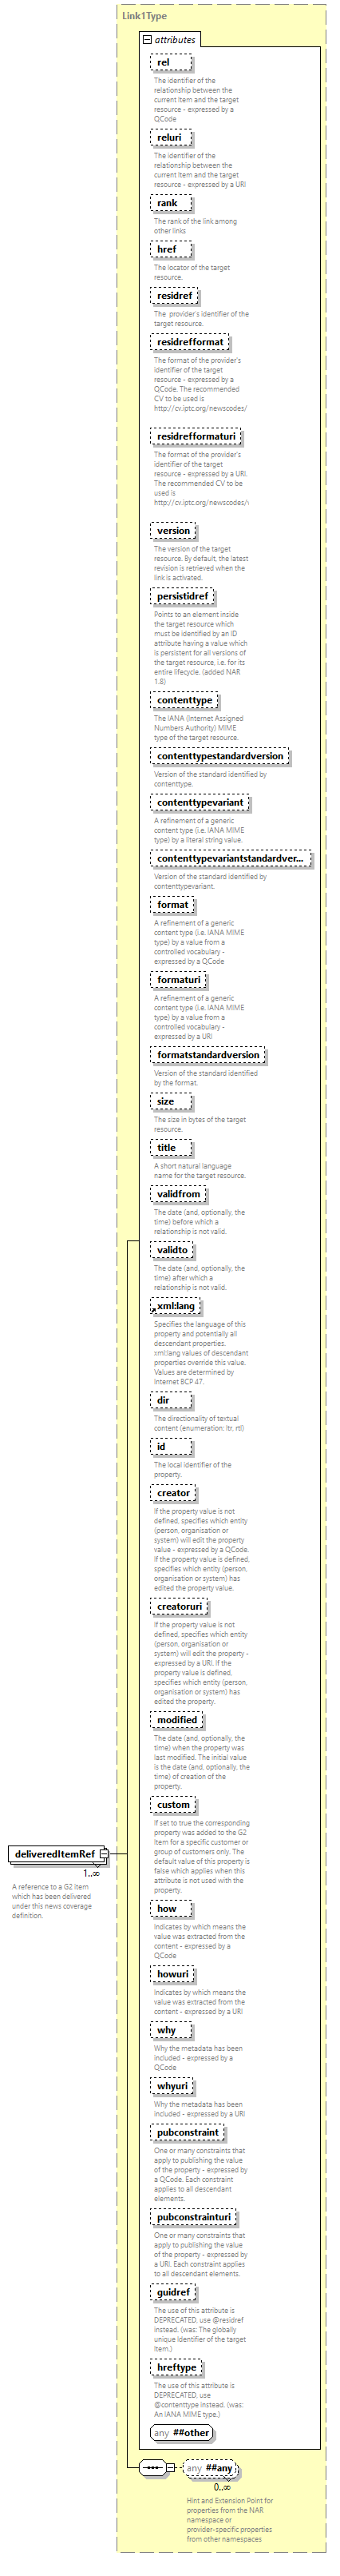 Link1Type
attributes
rel
The identifier of the
relationship between the
current Item and the target
resource - expressed by a
QCode
reluri
The identifier of the
relationship between the
current Item and the target
resource - expressed by a URI
rank
The rank of the link among
other links
href
The locator of the target
resource.
residref
The provider's identifier of the
target resource.
residrefformat
The format of the provider's
identifier of the target
resource - expressed by a
QCode. The recommended
CV to be used is
http://cv.iptc.org/newscodes/
residrefformaturi
The format of the provider's
identifier of the target
resource - expressed by a URI.
The recommended CV to be
used is
http://cv.iptc.org/newscodes/
version
The version of the target
resource. By default, the latest
revision is retrieved when the
link is activated.
persistidref
Points to an element inside
the target resource which
must be identified by an ID
attribute having a value which
is persistent for all versions of
the target resource, i.e. for its
entire lifecycle. (added NAR
1.8)
contenttype
The IANA (Internet Assigned
Numbers Authority) MIME
type of the target resource.
contenttypestandardversion
Version of the standard identified by
contenttype.
contenttypevariant
A refinement of a generic
content type (i.e. IANA MIME
type) by a literal string value.
contenttypevariantstandardver...
Version of the standard identified by
contenttypevariant.
format
A refinement of a generic
content type (i.e. IANA MIME
type) by a value from a
controlled vocabulary -
expressed by a QCode
formaturi
A refinement of a generic
content type (i.e. IANA MIME
type) by a value from a
controlled vocabulary -
expressed by a URI
formatstandardversion
Version of the standard identified
by the format.
size
The size in bytes of the target
resource.
title
A short natural language
name for the target resource.
validfrom
The date (and, optionally, the
time) before which a
relationship is not valid.
validto
The date (and, optionally, the
time) after which a
relationship is not valid.
xml:lang
Specifies the language of this
property and potentially all
descendant properties.
xml:lang values of descendant
properties override this value.
Values are determined by
Internet BCP 47.
dir
The directionality of textual
content (enumeration: ltr, rtl)
id
The local identifier of the
property.
creator
If the property value is not
defined, specifies which entity
(person, organisation or
system) will edit the property
value - expressed by a QCode.
If the property value is defined,
specifies which entity (person,
organisation or system) has
edited the property value.
creatoruri
If the property value is not
defined, specifies which entity
(person, organisation or
system) will edit the property -
expressed by a URI. If the
property value is defined,
specifies which entity (person,
organisation or system) has
edited the property.
modified
The date (and, optionally, the
time) when the property was
last modified. The initial value
is the date (and, optionally, the
time) of creation of the
property.
custom
If set to true the corresponding
property was added to the G2
Item for a specific customer or
group of customers only. The
default value of this property is
false which applies when this
attribute is not used with the
property.
deliveredItemRef
1..∞
A reference to a G2 Item
which has been delivered
under this news coverage
definition.
how
Indicates by which means the
value was extracted from the
content - expressed by a
QCode
howuri
Indicates by which means the
value was extracted from the
content - expressed by a URI
why
Why the metadata has been
included - expressed by a
QCode
whyuri
Why the metadata has been
included - expressed by a URI
pubconstraint
One or many constraints that
apply to publishing the value
of the property - expressed by
a QCode. Each constraint
applies to all descendant
elements.
pubconstrainturi
One or many constraints that
apply to publishing the value
of the property - expressed by
a URI. Each constraint applies
to all descendant elements.
guidref
The use of this attribute is
DEPRECATED, use @residref
instead. (was: The globally
unique identifier of the target
Item.)
hreftype
The use of this attribute is
DEPRECATED, use
@contenttype instead. (was:
An IANA MIME type.)
any ##other
any ##any
0..∞
Hint and Extension Point for
properties from the NAR
namespace or
provider-specific properties
from other namespaces